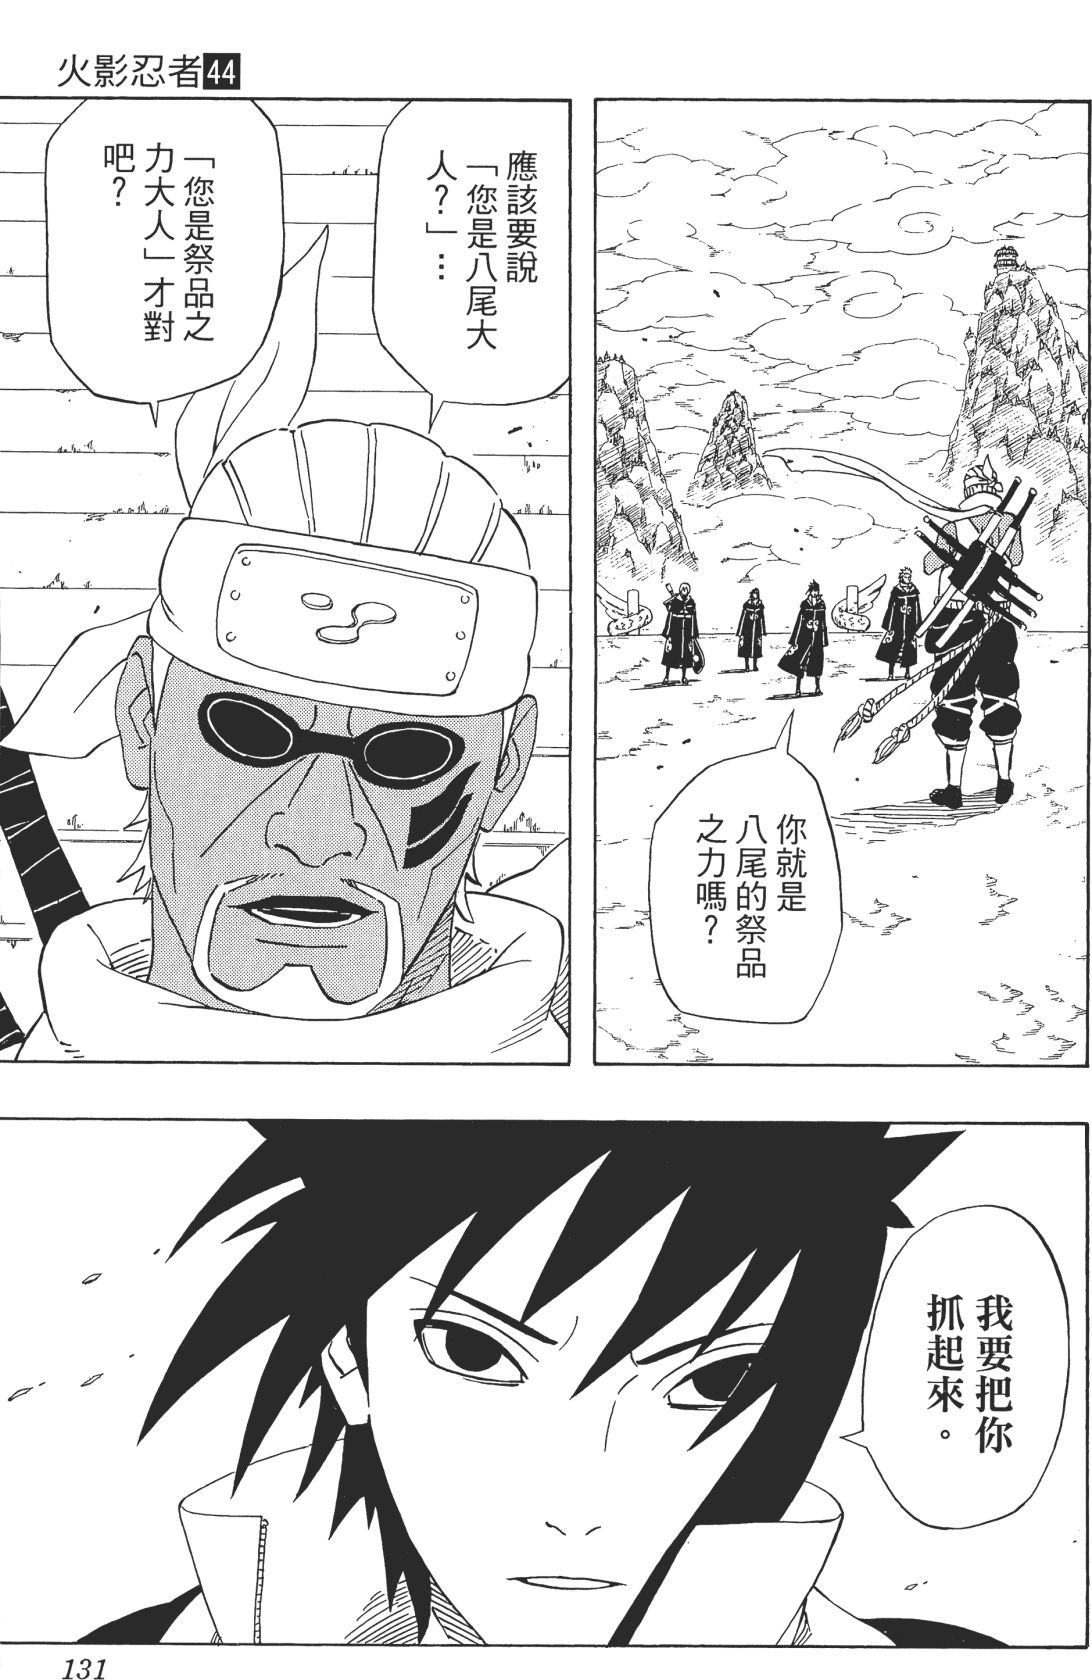 火影忍者44
你就是
八尾的祭品
之力嗎？
應該要說
「您是八尾大
人？」…
「您是祭品之
力大人」才對
吧？
我要把你
抓起來。
131